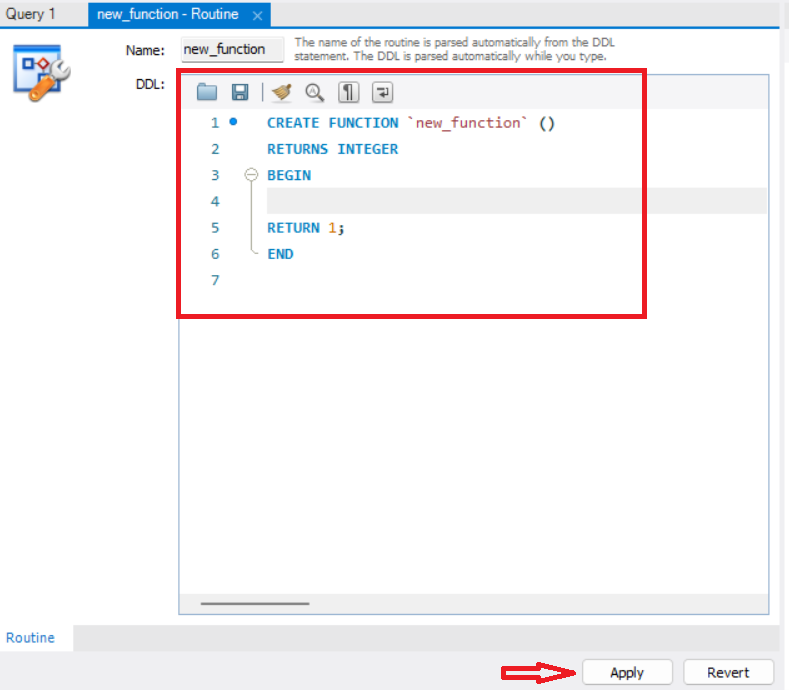 Query 1
new_function - Routine
Name:
new_function
The name of the routine is parsed automatically from the DDL
statement. The DDL is parsed automatically while you type.
DDL:
1 CREATE FUNCTION `new_function` ()
2 RETURNS INTEGER
3 BEGIN
4
5 RETURN 1;
6 END
7
Routine
Apply
Revert